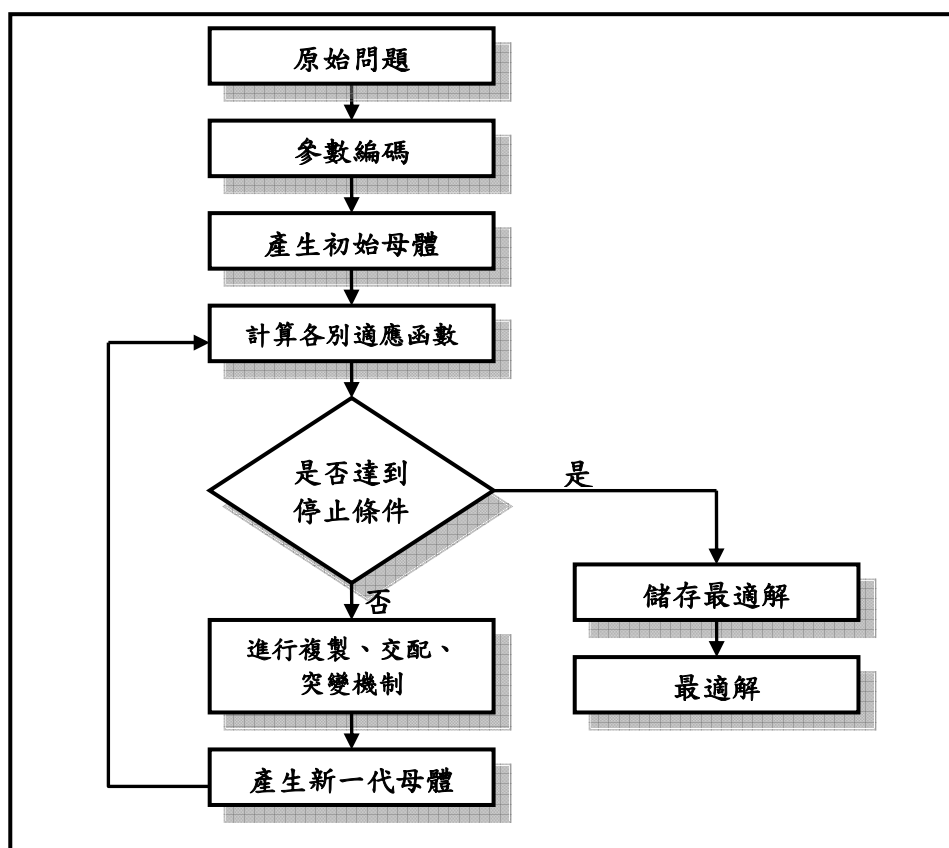 原始問題
參數編碼
產生初始母體
計算各別適應函數
是否達到
停止條件
是
否
進行複製、交配、
突變機制
產生新一代母體
儲存最適解
最適解